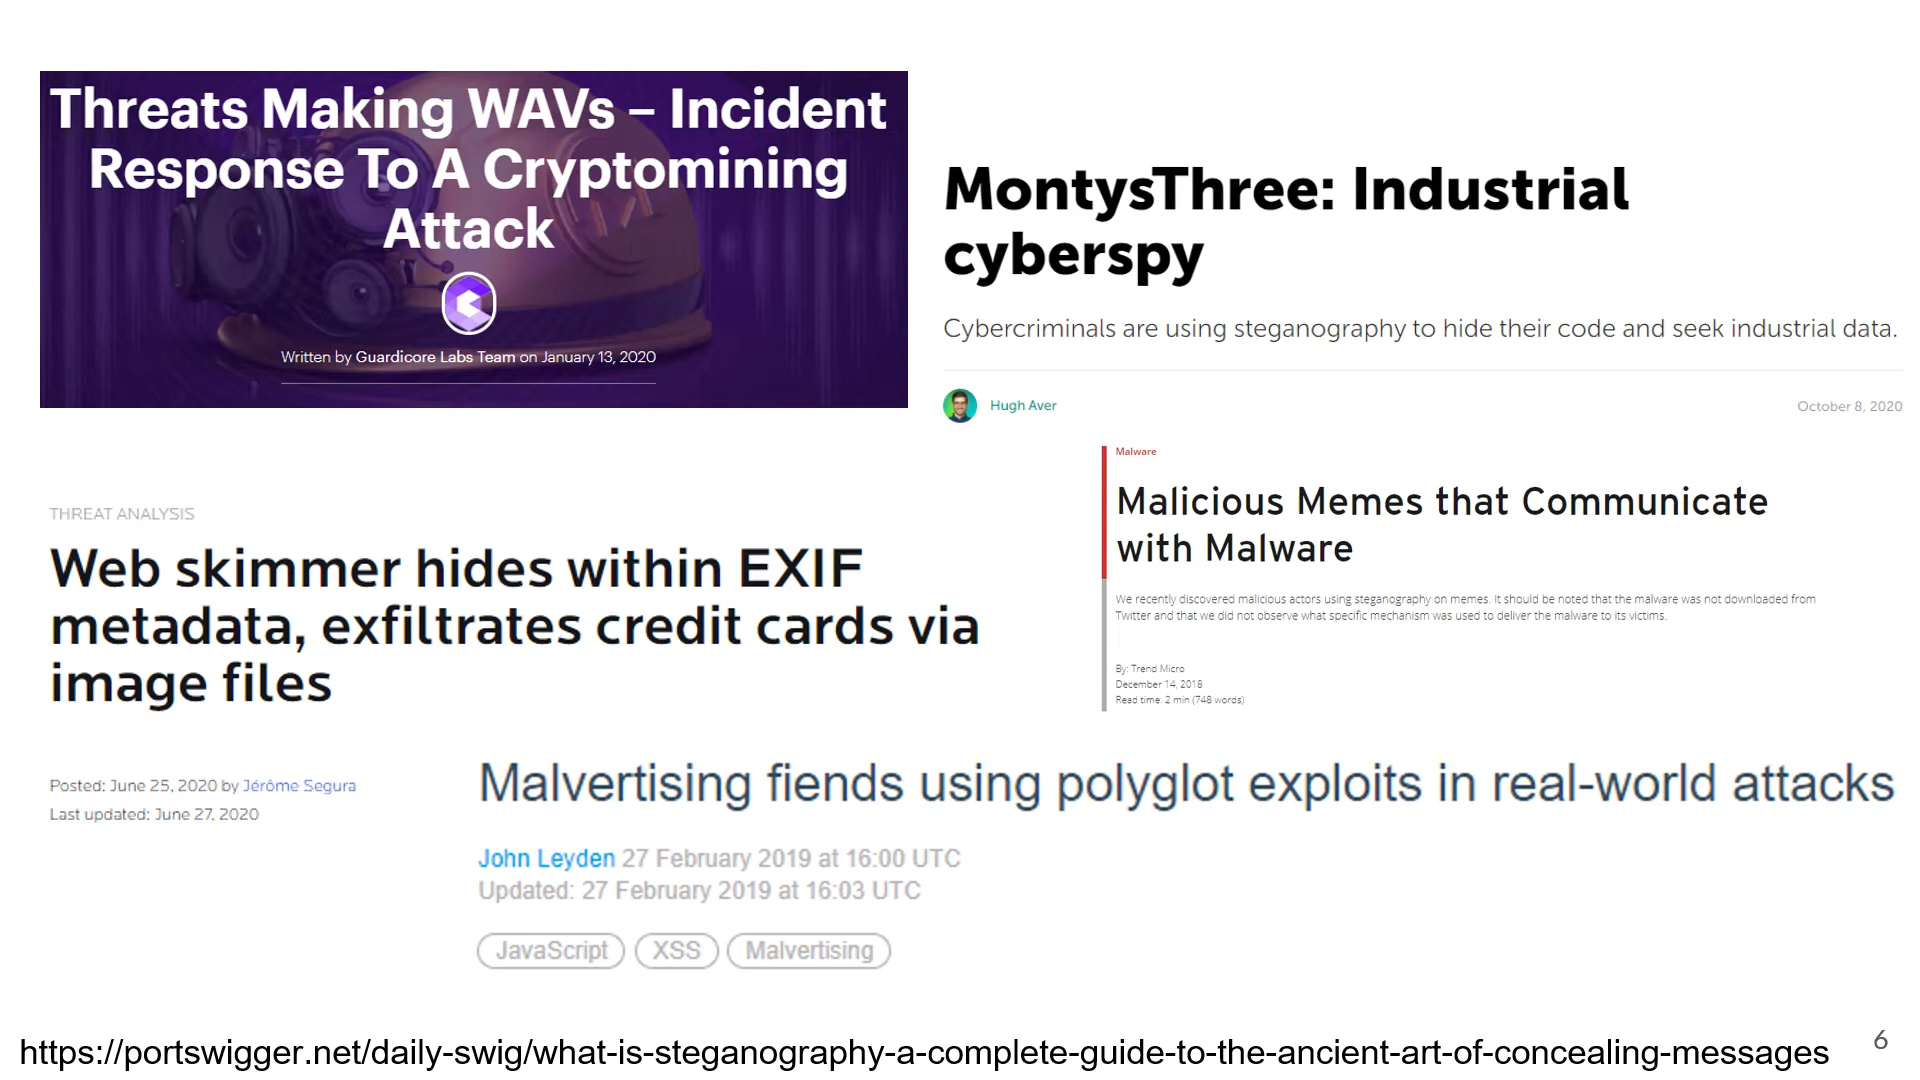 Threats Making WAVs – Incident
Response To A Cryptomining
Attack
Written by Guardicore Labs Team on January 13, 2020
MontysThree: Industrial
cyberspy
Cybercriminals are using steganography to hide their code and seek industrial data.
Hugh Aver
October 8, 2020
THREAT ANALYSIS
Web skimmer hides within EXIF
metadata, exfiltrates credit cards via
image files
Posted: June 25, 2020 by Jérôme Segura
Last updated: June 27, 2020
Malware
Malicious Memes that Communicate
with Malware
We recently discovered malicious actors using steganography on memes. It should be noted that the malware was not downloaded from
Twitter and that we did not observe what specific mechanism was used to deliver the malware to its victims.
By: Trend Micro
December 14, 2018
Read time: 2 min (748 words)
Malvertising fiends using polyglot exploits in real-world attacks
John Leyden 27 February 2019 at 16:00 UTC
Updated: 27 February 2019 at 16:03 UTC
JavaScript XSS Malvertising
https://portswigger.net/daily-swig/what-is-steganography-a-complete-guide-to-the-ancient-art-of-concealing-messages
6